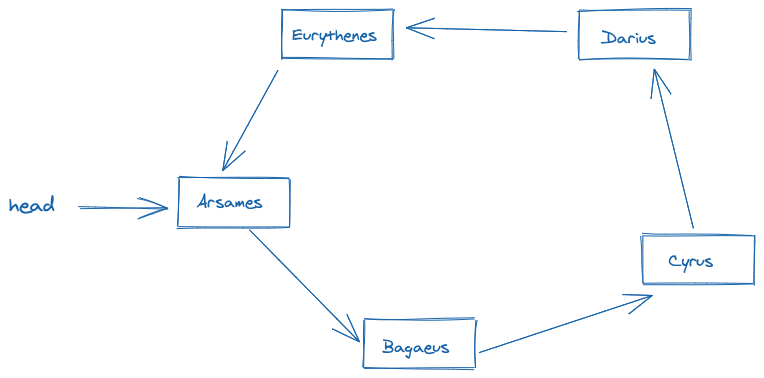 Eurythenes
Darius
head
Arsames
Cyrus
Bagaeus